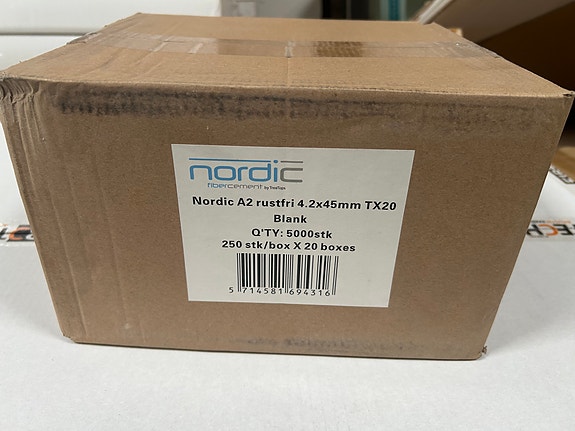 nordic
fibercement by TreeTops
Nordic A2 rustfri 4.2x45mm TX20
Blank
Q'TY: 5000stk
250 stk/box X 20 boxes
5 714581 694316